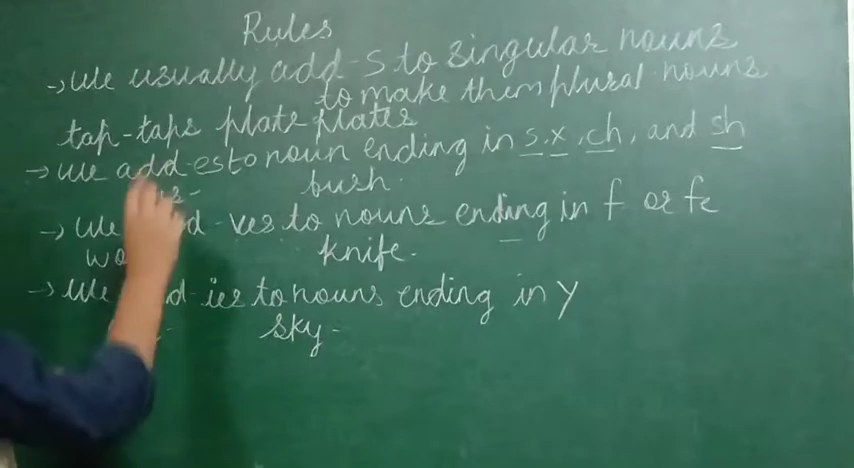 Rules
→ We usually add -s to singular nouns
to make them plural nouns
tap-taps plate-plates
→ We add -es to noun ending in s, x, ch, and sh
bush.
→ We -ves to nouns ending in f or fe
knife.
→ We -ies to nouns ending in y
sky-